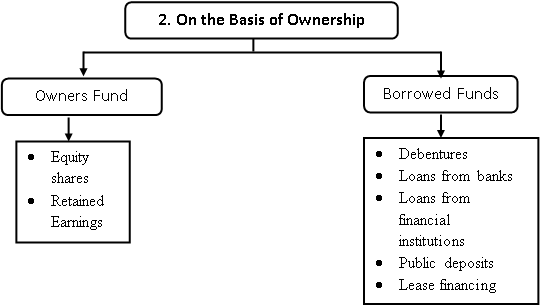 2. On the Basis of Ownership
Owners Fund
Borrowed Funds
• Equity
shares
• Retained
Earnings
• Debentures
• Loans from banks
• Loans from
financial
institutions
• Public deposits
• Lease financing